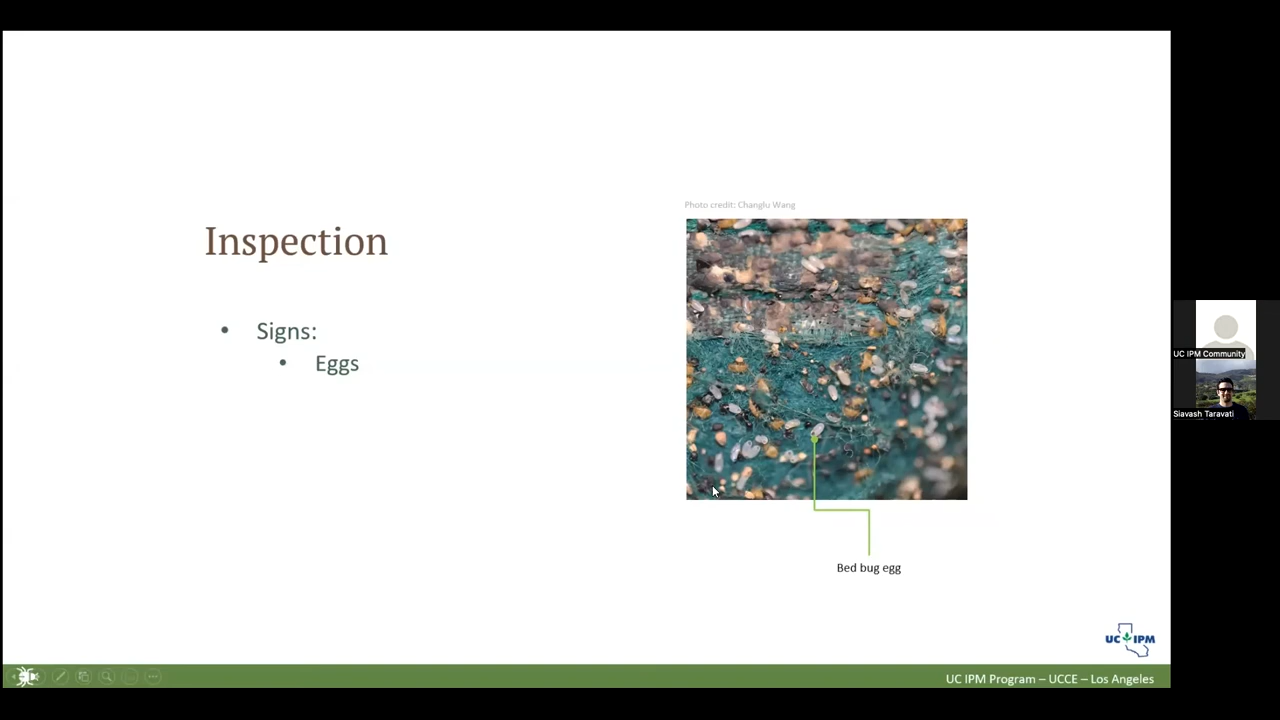 Photo credit: Changlu Wang
Inspection
• Signs:
• Eggs
Bed bug egg
UC IPM
UC IPM Program – UCCE – Los Angeles
UC IPM Community
Siavash Taravati